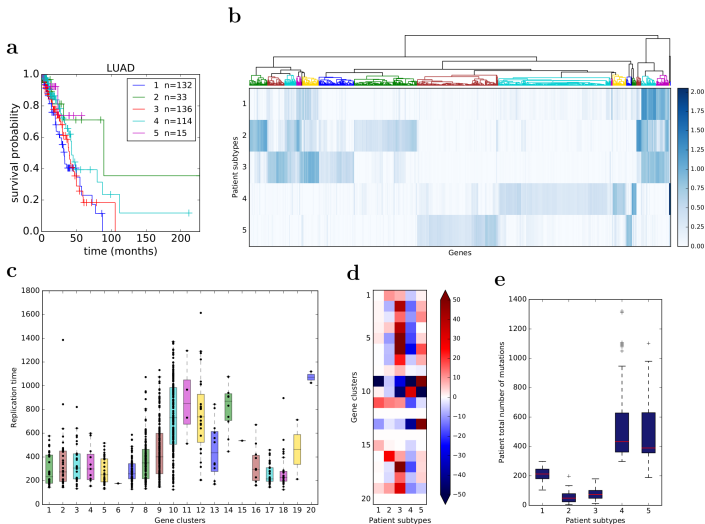 a
LUAD
1 n=132
2 n=33
3 n=136
4 n=114
5 n=15
survival probability
1.0
0.8
0.6
0.4
0.2
0.0
0 50 100 150 200
time (months)
b
Patient subtypes
1
2
3
4
5
Genes
2.00
1.75
1.50
1.25
1.00
0.75
0.50
0.25
0.00
c
Replication time
1800
1600
1400
1200
1000
800
600
400
200
0
1 2 3 4 5 6 7 8 9 10 11 12 13 14 15 16 17 18 19 20
Gene clusters
d
Gene clusters
1
5
10
15
20
1 2 3 4 5
Patient subtypes
50
40
30
20
10
0
−10
−20
−30
−40
−50
e
Patient total number of mutations
1400
1200
1000
800
600
400
200
0
1 2 3 4 5
Patient subtypes